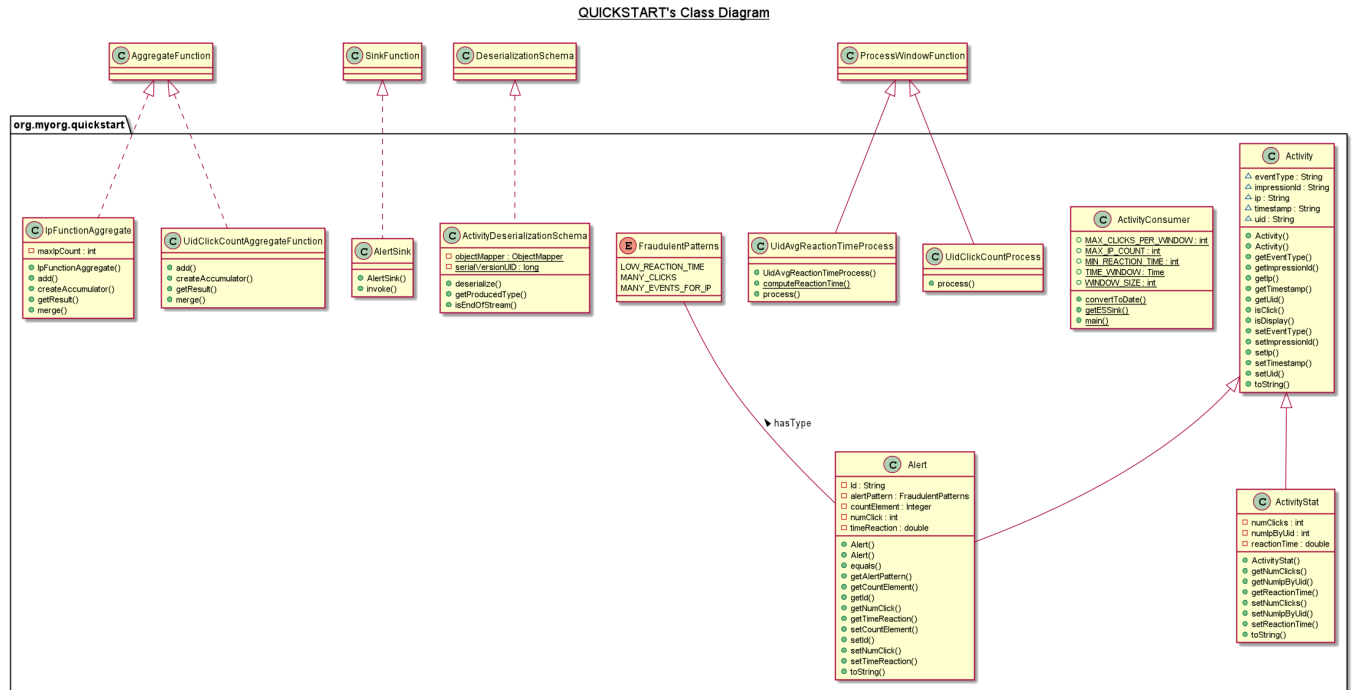 QUICKSTART's Class Diagram
C AggregateFunction
C SinkFunction
C DeserializationSchema
C ProcessWindowFunction
org.myorg.quickstart
C IpFunctionAggregate
maxIpCount : int
IpFunctionAggregate()
add()
createAccumulator()
getResult()
merge()
C UidClickCountAggregateFunction
add()
createAccumulator()
getResult()
merge()
C AlertSink
AlertSink()
invoke()
C ActivityDeserializationSchema
objectMapper : ObjectMapper
serialVersionUID : long
deserialize()
getProducedType()
isEndOfStream()
E FraudulentPatterns
LOW_REACTION_TIME
MANY_CLICKS
MANY_EVENTS_FOR_IP
C UidAvgReactionTimeProcess
UidAvgReactionTimeProcess()
computeReactionTime()
process()
C UidClickCountProcess
process()
C ActivityConsumer
MAX_CLICKS_PER_WINDOW : int
MAX_IP_COUNT : int
MIN_REACTION_TIME : int
TIME_WINDOW : Time
WINDOW_SIZE : int
convertToDate()
getESSink()
main()
C Activity
eventType : String
impressionId : String
ip : String
timestamp : String
uid : String
Activity()
Activity()
getEventType()
getImpressionId()
getIp()
getTimestamp()
getUid()
isClick()
isDisplay()
setEventType()
setImpressionId()
setIp()
setTimestamp()
setUid()
toString()
hasType
C Alert
Id : String
alertPattern : FraudulentPatterns
countElement : Integer
numClick : int
timeReaction : double
Alert()
Alert()
equals()
getAlertPattern()
getCountElement()
getId()
getNumClick()
getTimeReaction()
setCountElement()
setId()
setNumClick()
setTimeReaction()
toString()
C ActivityStat
numClicks : int
numIpByUid : int
reactionTime : double
ActivityStat()
getNumClicks()
getNumIpByUid()
getReactionTime()
setNumClicks()
setNumIpByUid()
setReactionTime()
toString()